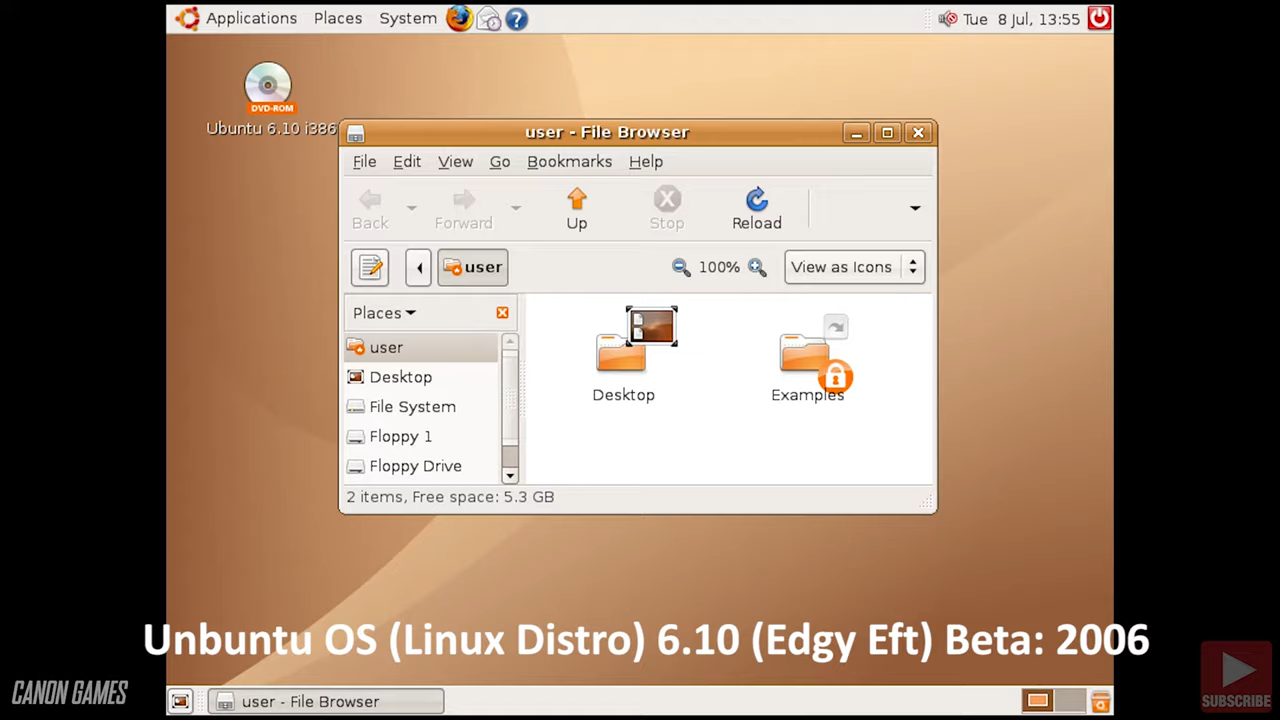 Applications Places System Tue 8 Jul, 13:55
DVD-ROM
Ubuntu 6.10 i386
user - File Browser
File Edit View Go Bookmarks Help
Back Forward Up Stop Reload
user 100% View as Icons
Places
user
Desktop
File System
Floppy 1
Floppy Drive
Desktop Examples
2 items, Free space: 5.3 GB
Unbuntu OS (Linux Distro) 6.10 (Edgy Eft) Beta: 2006
CANON GAMES
user - File Browser
SUBSCRIBE